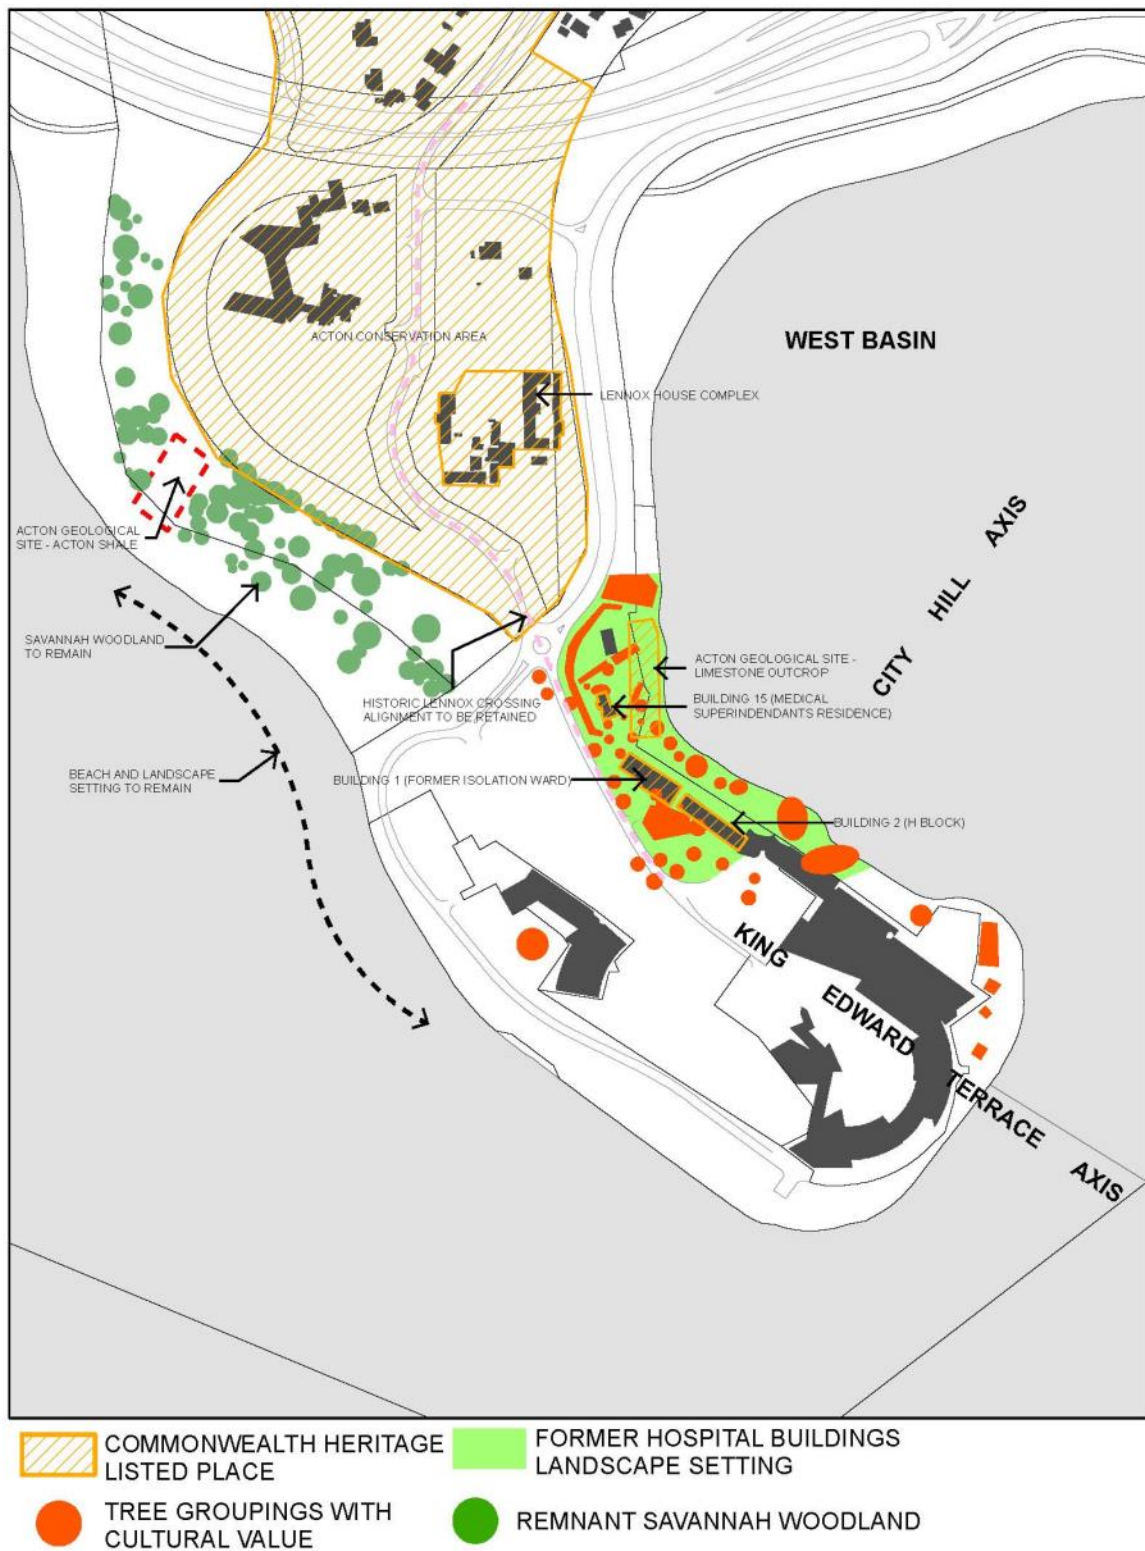 ACTON CONSERVATION AREA
WEST BASIN
LENNOX HOUSE COMPLEX
CITY HILL AXIS
ACTON GEOLOGICAL
SITE - ACTON SHALE
SAVANNAH WOODLAND
TO REMAIN
HISTORIC LENNOX CROSSING
ALIGNMENT TO BE RETAINED
ACTON GEOLOGICAL SITE -
LIMESTONE OUTCROP
BUILDING 15 (MEDICAL
SUPERINDENDANTS RESIDENCE)
BEACH AND LANDSCAPE
SETTING TO REMAIN
BUILDING 1 (FORMER ISOLATION WARD)
BUILDING 2 (H BLOCK)
KING EDWARD TERRACE AXIS
COMMONWEALTH HERITAGE
LISTED PLACE
FORMER HOSPITAL BUILDINGS
LANDSCAPE SETTING
TREE GROUPINGS WITH
CULTURAL VALUE
REMNANT SAVANNAH WOODLAND